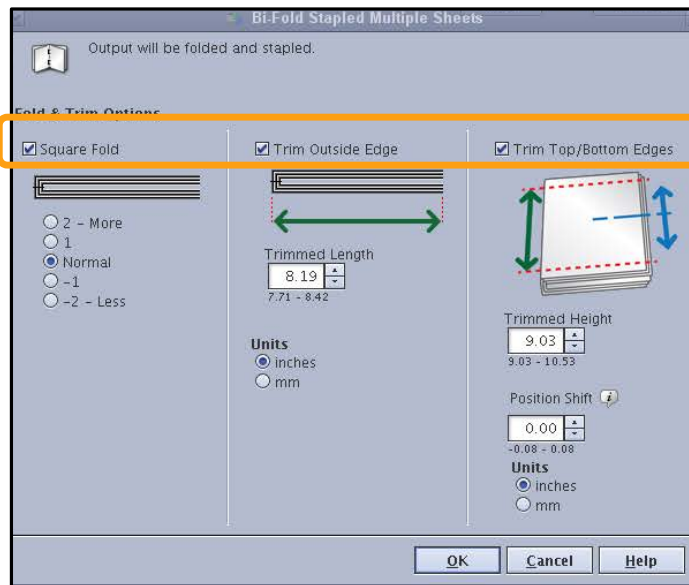 Bi-Fold Stapled Multiple Sheets
Output will be folded and stapled.
Fold & Trim Options
Square Fold
2 - More
1
Normal
-1
-2 - Less
Trim Outside Edge
Trimmed Length
8.19
7.71 - 8.42
Units
inches
mm
Trim Top/Bottom Edges
Trimmed Height
9.03
9.03 - 10.53
Position Shift i
0.00
-0.08 - 0.08
Units
inches
mm
OK Cancel Help